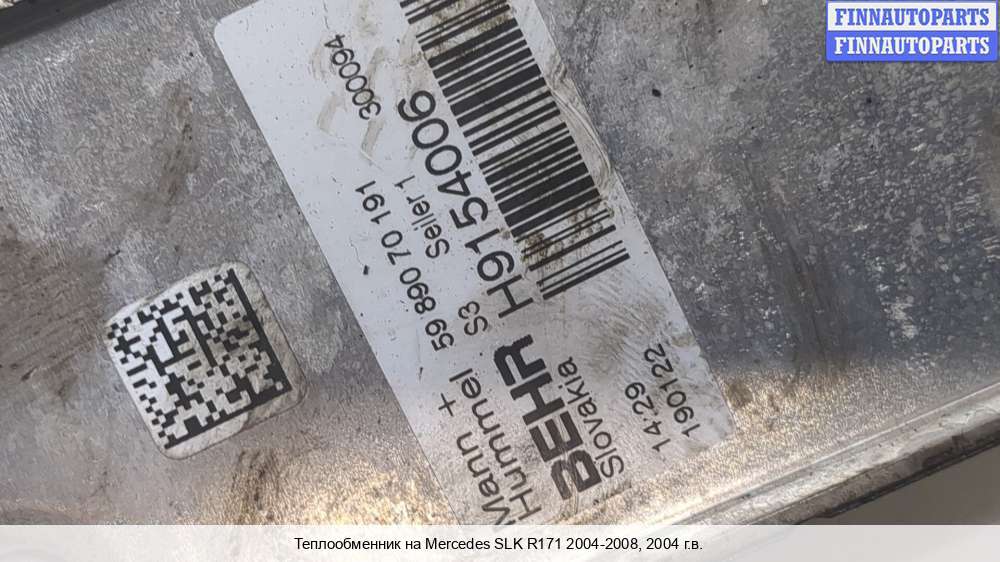 FINNAUTOPARTS
FINNAUTOPARTS
Mann +
Hummel
59 890 70 191
300094
S3
Seiler 1
BEHR
H9154006
Slovakia
14:29
190122
Теплообменник на Mercedes SLK R171 2004-2008, 2004 г.в.